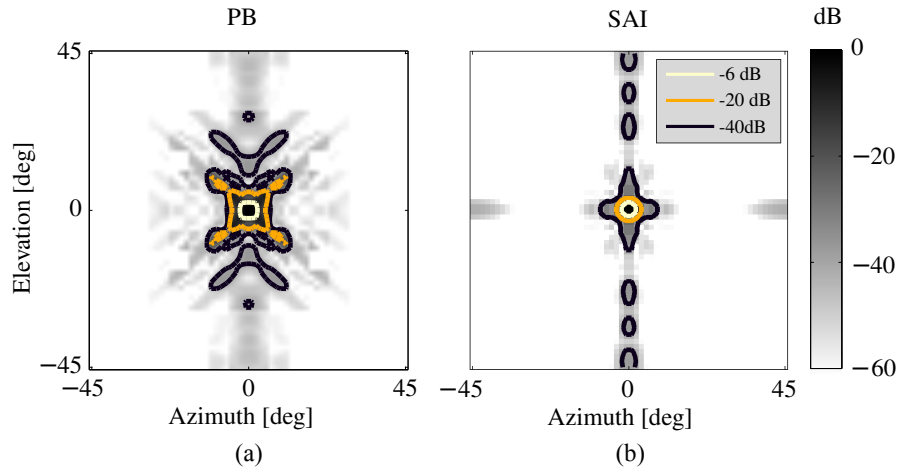 PB
SAI
dB
45
0
−45
Elevation [deg]
−45
0
45
Azimuth [deg]
(a)
-6 dB
-20 dB
-40dB
−45
0
45
Azimuth [deg]
(b)
0
−20
−40
−60